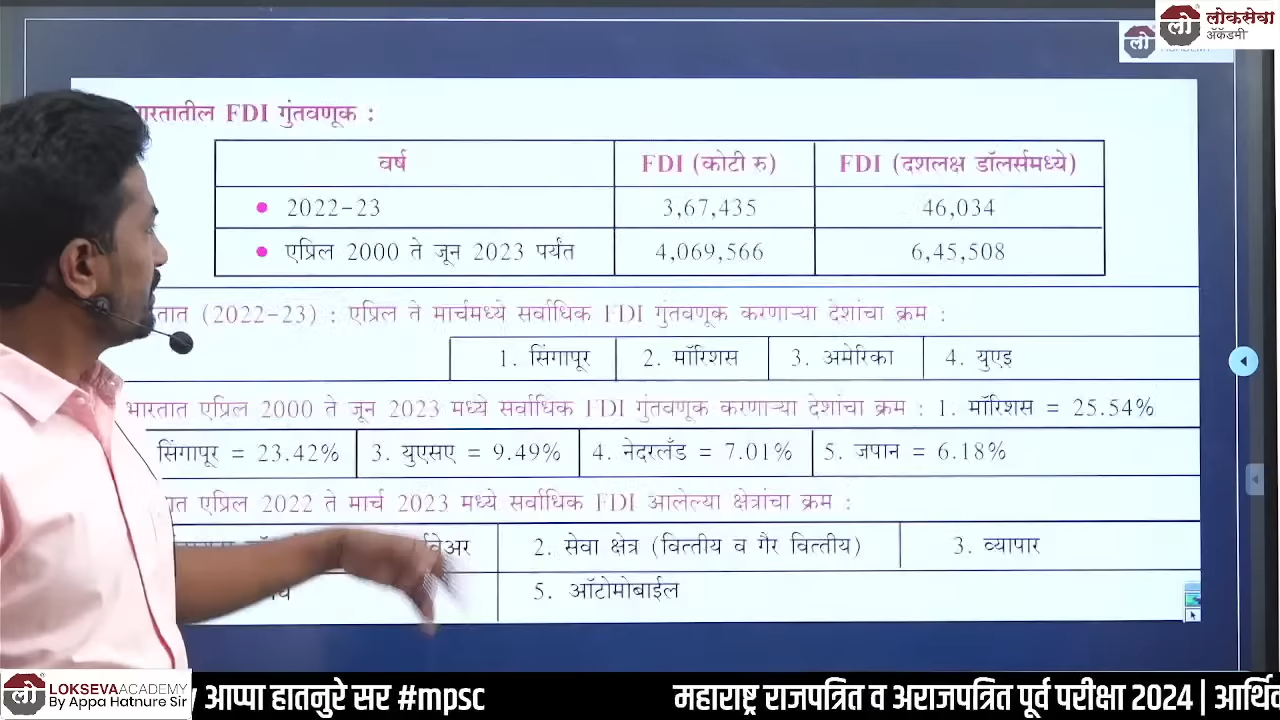 लो लोकसेवा
अ‍ॅकॅडमी
लो
भारतातील FDI गुंतवणूक :
वर्ष FDI (कोटी रु) FDI (दशलक्ष डॉलर्समध्ये)
• 2022-23 3,67,435 46,034
• एप्रिल 2000 ते जून 2023 पर्यंत 4,069,566 6,45,508
(2022-23) : एप्रिल ते मार्चमध्ये सर्वाधिक FDI गुंतवणूक करणाऱ्या देशांचा क्रम :
1. सिंगापूर 2. मॉरिशस 3. अमेरिका 4. युएइ
भारतात एप्रिल 2000 ते जून 2023 मध्ये सर्वाधिक FDI गुंतवणूक करणाऱ्या देशांचा क्रम : 1. मॉरिशस = 25.54%
सिंगापूर = 23.42% 3. युएसए = 9.49% 4. नेदरलँड = 7.01% 5. जपान = 6.18%
एप्रिल 2022 ते मार्च 2023 मध्ये सर्वाधिक FDI आलेल्या क्षेत्रांचा क्रम :
2. सेवा क्षेत्र (वित्तीय व गैर वित्तीय) 3. व्यापार
5. ऑटोमोबाईल
लो LOKSEVA ACADEMY
By Appa Hatnure Sir
आप्पा हातनुरे सर #mpsc महाराष्ट्र राजपत्रित व अराजपत्रित पूर्व परीक्षा 2024 |